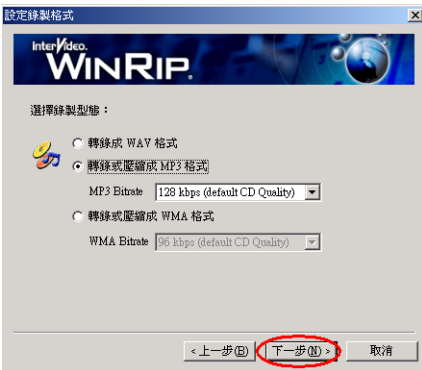 設定錄製格式
InterVideo.
WINRIP.
選擇錄製型態：
轉錄成 WAV 格式
轉錄或壓縮成 MP3 格式
MP3 Bitrate 128 kbps (default CD Quality)
轉錄或壓縮成 WMA 格式
WMA Bitrate 96 kbps (default CD Quality)
<上一步(B) 下一步(N)> 取消